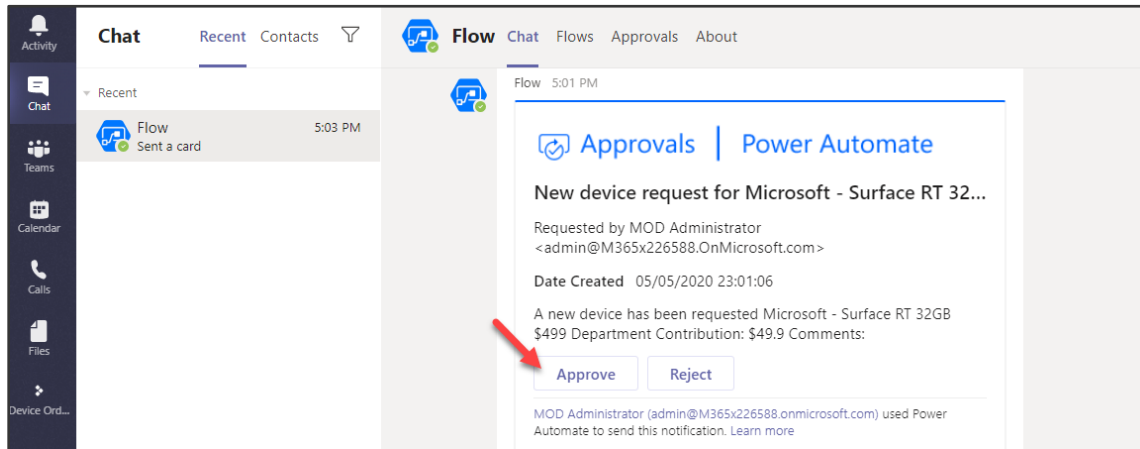 Activity
Chat
Teams
Calendar
Calls
Files
Device Ord...
Chat Recent Contacts
Recent
Flow 5:03 PM
Sent a card
Flow Chat Flows Approvals About
Flow 5:01 PM
Approvals | Power Automate
New device request for Microsoft - Surface RT 32...
Requested by MOD Administrator
<admin@M365x226588.OnMicrosoft.com>
Date Created 05/05/2020 23:01:06
A new device has been requested Microsoft - Surface RT 32GB
$499 Department Contribution: $49.9 Comments:
Approve Reject
MOD Administrator (admin@M365x226588.onmicrosoft.com) used Power
Automate to send this notification. Learn more